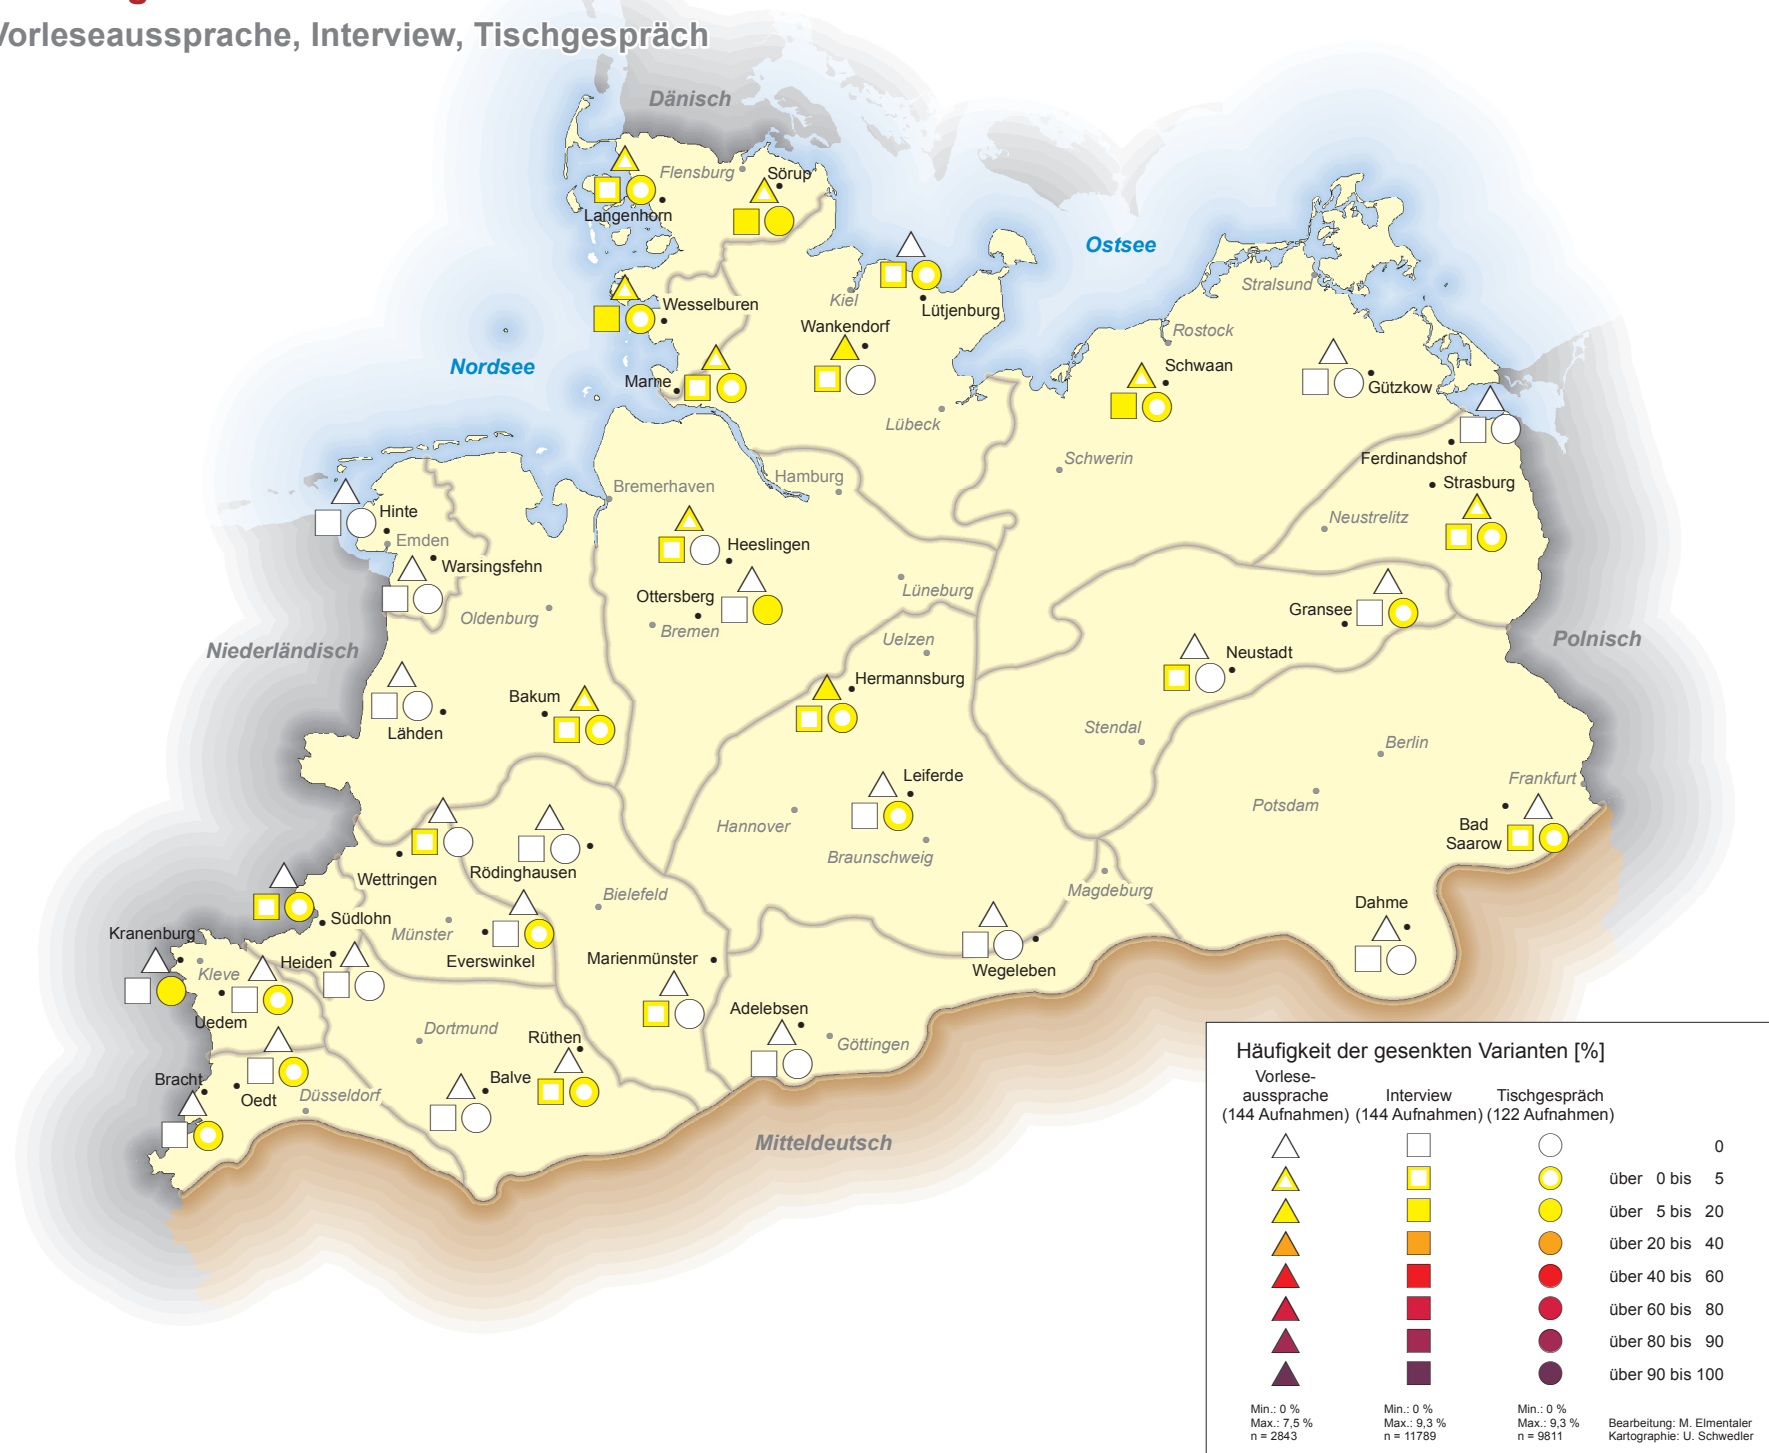 Vorleseaussprache, Interview, Tischgespräch
Dänisch
Flensburg
Sörup
Langenhorn
Ostsee
Stralsund
Kiel
Lütjenburg
Wesselburen
Wankendorf
Rostock
Nordsee
Schwaan
Marne
Gützkow
Lübeck
Schwerin
Ferdinandshof
Hamburg
Bremerhaven
Strasburg
Hinte
Neustrelitz
Emden
Heeslingen
Warsingsfehn
Lüneburg
Ottersberg
Gransee
Oldenburg
Bremen
Uelzen
Niederländisch
Polnisch
Neustadt
Hermannsburg
Bakum
Lähden
Stendal
Berlin
Leiferde
Frankfurt
Potsdam
Hannover
Bad
Saarow
Braunschweig
Wettringen
Rödinghausen
Bielefeld
Magdeburg
Dahme
Südlohn
Kranenburg
Münster
Heiden
Everswinkel
Marienmünster
Wegeleben
Kleve
Adelebsen
Uedem
Dortmund
Rüthen
Göttingen
Bracht
Balve
Oedt
Düsseldorf
Mitteldeutsch
Häufigkeit der gesenkten Varianten [%]
Vorlese-
aussprache Interview Tischgespräch
(144 Aufnahmen) (144 Aufnahmen) (122 Aufnahmen)
0
über 0 bis 5
über 5 bis 20
über 20 bis 40
über 40 bis 60
über 60 bis 80
über 80 bis 90
über 90 bis 100
Min.: 0 % Min.: 0 % Min.: 0 %
Max.: 7,5 % Max.: 9,3 % Max.: 9,3 % Bearbeitung: M. Elmentaler
n = 2843 n = 11789 n = 9811 Kartographie: U. Schwedler